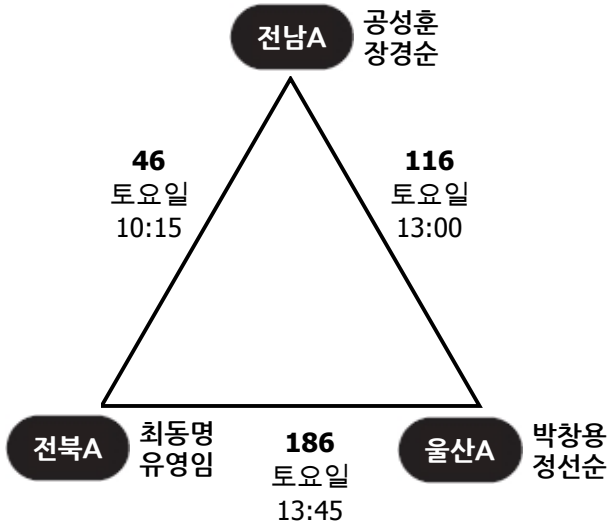 전남A
공성훈
장경순
46
토요일
10:15
116
토요일
13:00
전북A
최동명
유영임
186
토요일
13:45
울산A
박창용
정선순